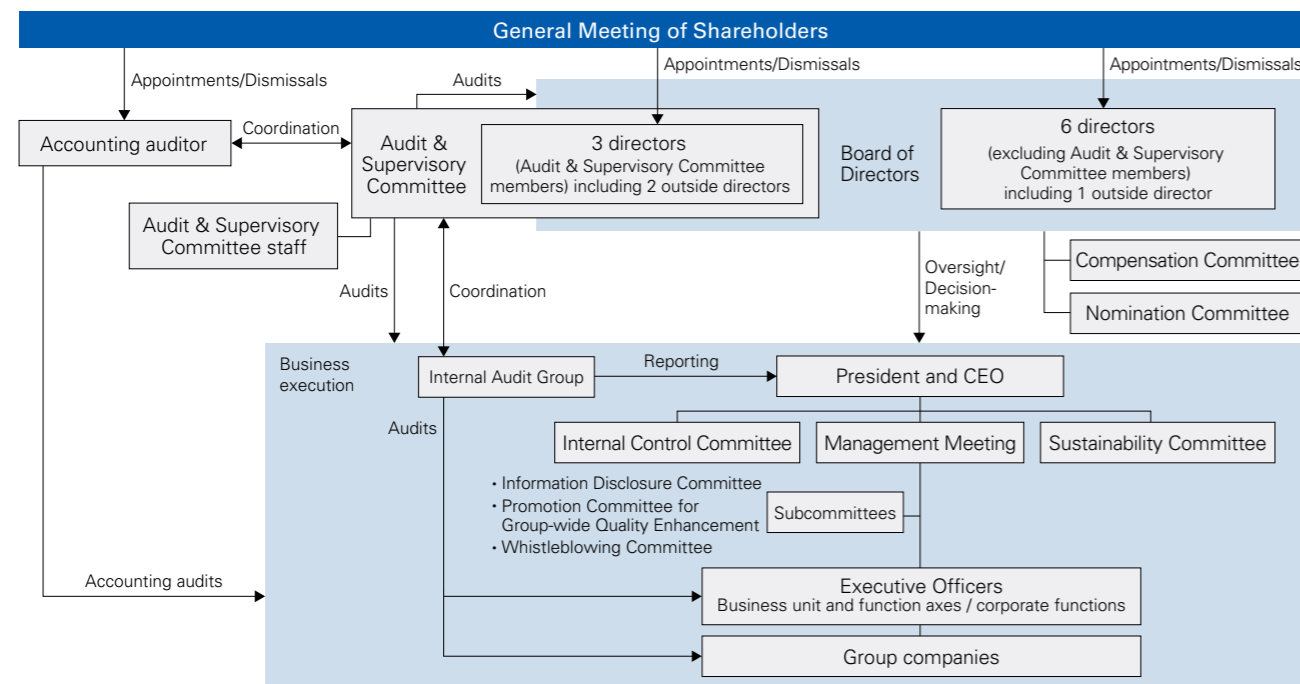 General Meeting of Shareholders
Appointments/Dismissals
Appointments/Dismissals
Appointments/Dismissals
Audits
Accounting auditor
Coordination
Audit &
Supervisory
Committee
3 directors
(Audit & Supervisory Committee
members) including 2 outside directors
Board of
Directors
6 directors
(excluding Audit & Supervisory
Committee members)
including 1 outside director
Audit & Supervisory
Committee staff
Audits
Coordination
Oversight/
Decision-
making
Compensation Committee
Nomination Committee
Business
execution
Internal Audit Group
Reporting
President and CEO
Audits
Internal Control Committee
Management Meeting
Sustainability Committee
・Information Disclosure Committee
・Promotion Committee for
Group-wide Quality Enhancement
・Whistleblowing Committee
Subcommittees
Accounting audits
Executive Officers
Business unit and function axes / corporate functions
Group companies